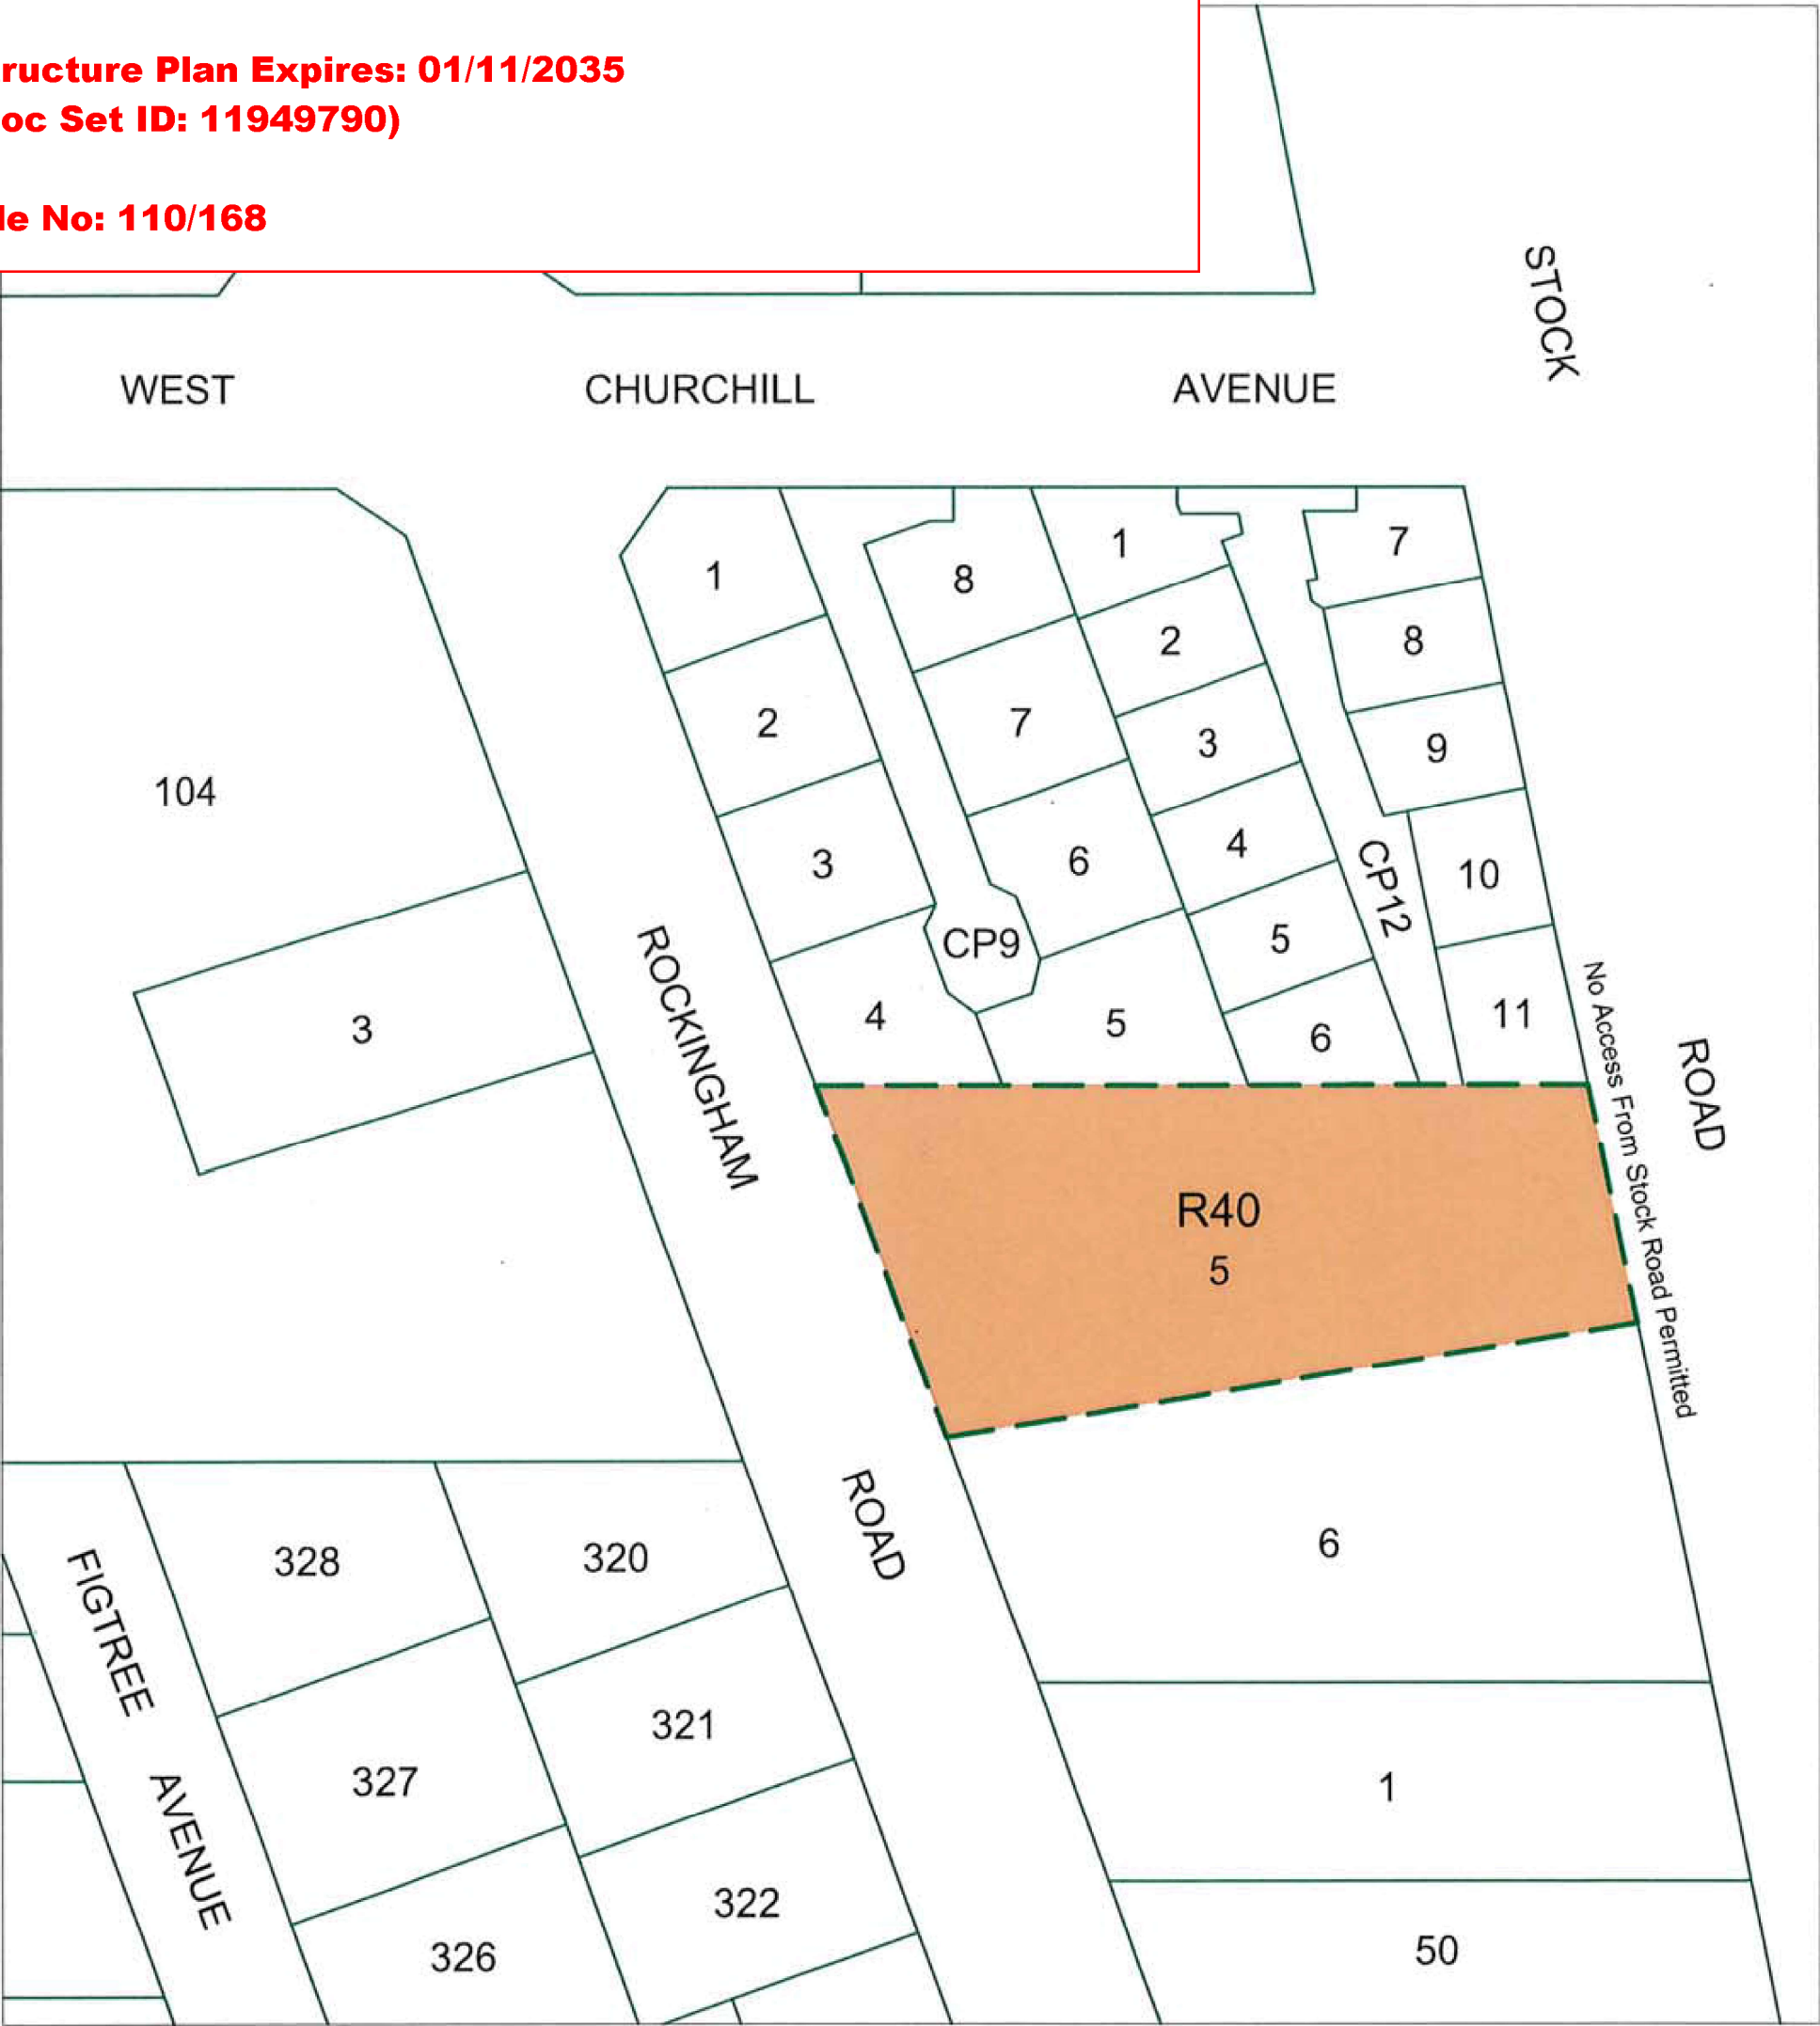 ructure Plan Expires: 01/11/2035
oc Set ID: 11949790)
le No: 110/168
STOCK
WEST CHURCHILL AVENUE
1
8
1
7
2
8
2
7
3
9
104
3
6
4
10
CP12
5
CP9
3
4
5
6
11
ROCKINGHAM
ROAD
No Access From Stock Road Permitted
R40
5
ROAD
6
328
320
FIGTREE
321
327
1
AVENUE
322
326
50